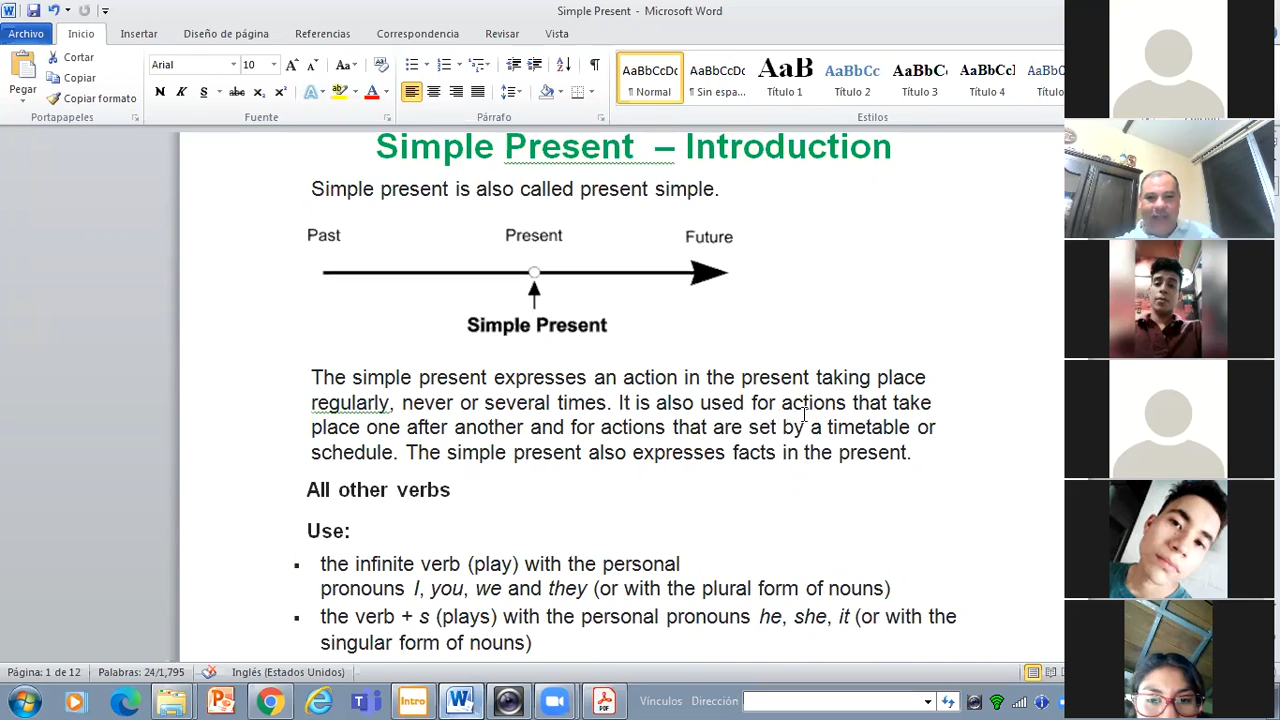 Simple Present - Microsoft Word
Archivo Inicio Insertar Diseño de página Referencias Correspondencia Revisar Vista
Pegar
Cortar
Copiar
Copiar formato
Portapapeles
Arial 10
Fuente
Párrafo
AaBbCcDc AaBbCcDc AaB AaBbCc AaBbC AaBbCcI AaBbC
¶ Normal ¶ Sin espa... Título 1 Título 2 Título 3 Título 4 Título
Estilos
Simple Present – Introduction
Simple present is also called present simple.
Past Present Future
Simple Present
The simple present expresses an action in the present taking place
regularly, never or several times. It is also used for actions that take
place one after another and for actions that are set by a timetable or
schedule. The simple present also expresses facts in the present.
All other verbs
Use:
▪ the infinite verb (play) with the personal
pronouns I, you, we and they (or with the plural form of nouns)
▪ the verb + s (plays) with the personal pronouns he, she, it (or with the
singular form of nouns)
Página: 1 de 12 Palabras: 24/1,795 Inglés (Estados Unidos)
Intro
PDF
Vínculos Dirección